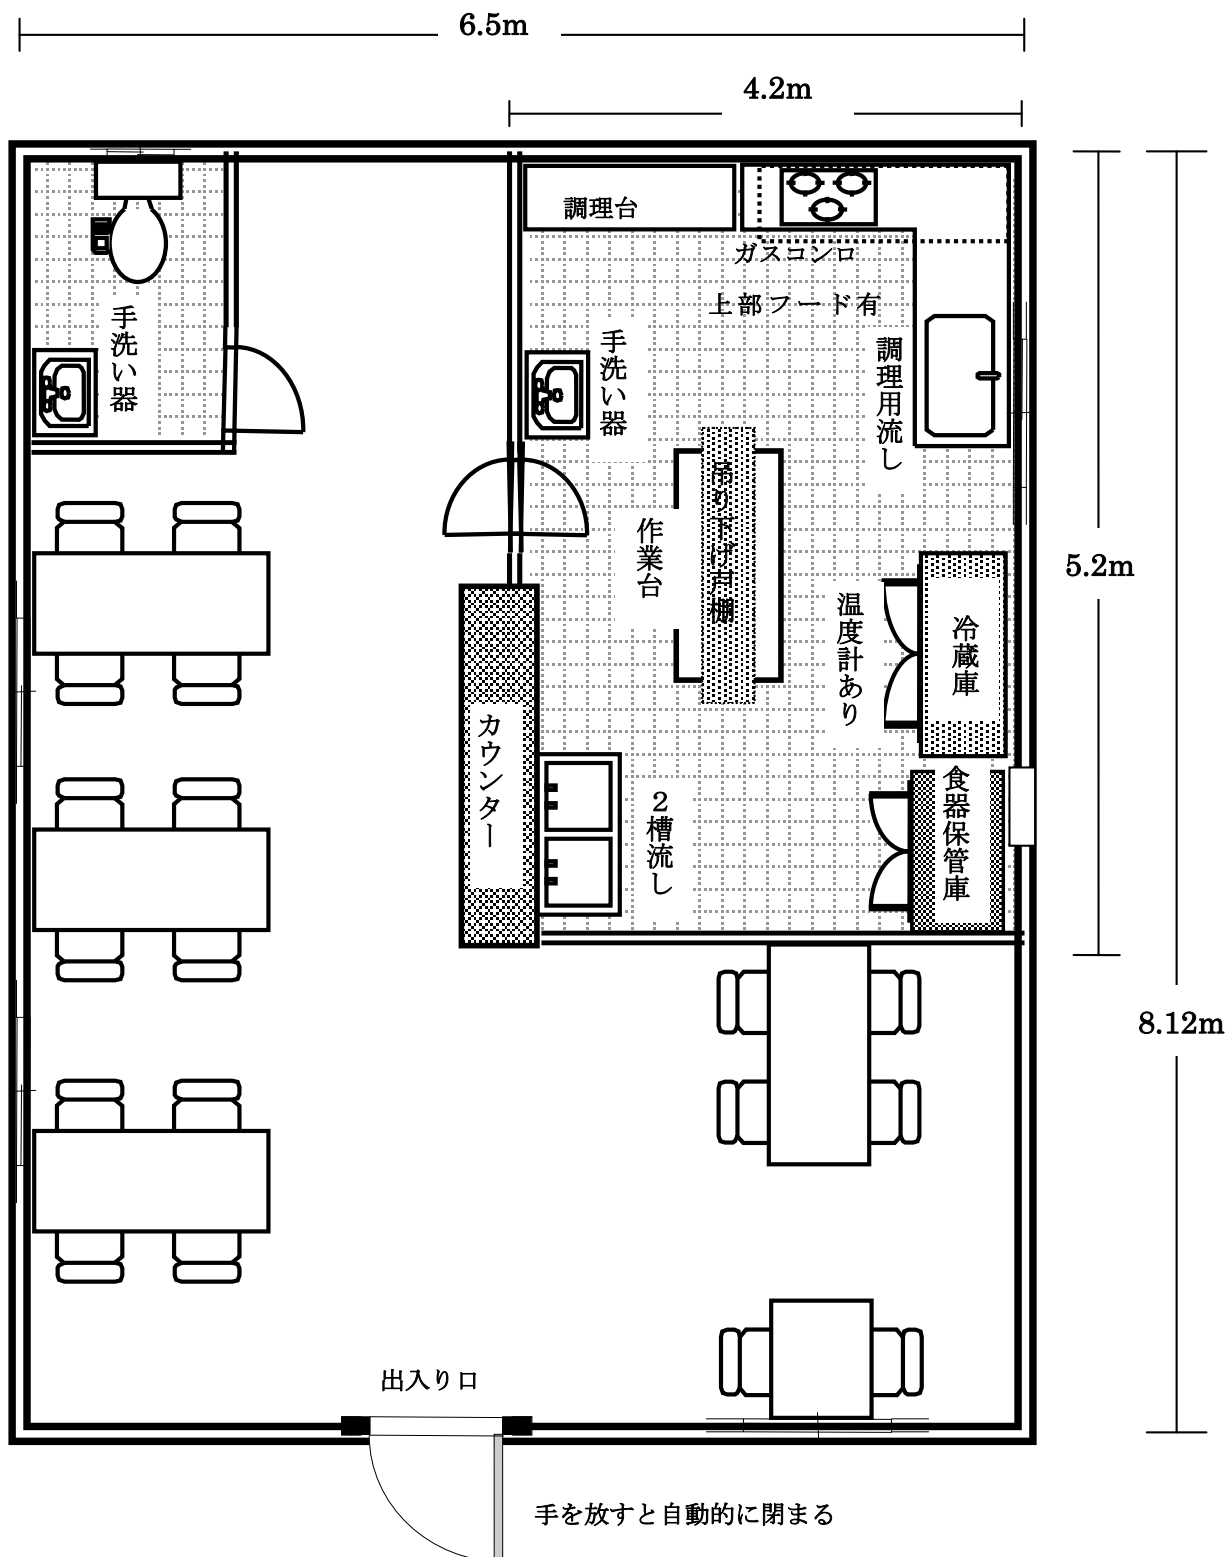 6.5m
4.2m
調理台
ガスコンロ
上部フード有
手洗い器
手洗い器
調理用流し
吊り下げ戸棚
作業台
5.2m
温度計あり
冷蔵庫
カウンター
2槽流し
食器保管庫
8.12m
出入り口
手を放すと自動的に閉まる